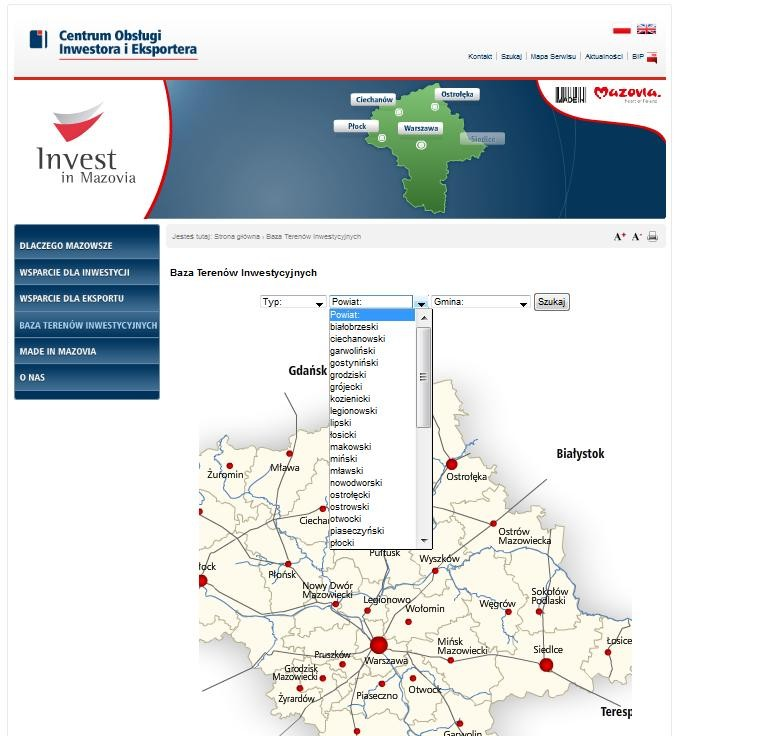 Centrum Obsługi
Inwestora i Eksportera
Kontakt | Szukaj | Mapa Serwisu | Aktualności | BIP
Ciechanów
Ostrołęka
Płock
Warszawa
Siedlce
MADE IN
Mazovia.
heart of Poland
Invest
in Mazovia
DLACZEGO MAZOWSZE
WSPARCIE DLA INWESTYCJI
WSPARCIE DLA EKSPORTU
BAZA TERENÓW INWESTYCYJNYCH
MADE IN MAZOVIA
O NAS
Jesteś tutaj: Strona główna › Baza Terenów Inwestycyjnych
A+ A-
Baza Terenów Inwestycyjnych
Typ: Powiat: Gmina: Szukaj
Powiat:
białobrzeski
ciechanowski
garwoliński
gostyniński
grodziski
grójecki
kozienicki
legionowski
lipski
łosicki
makowski
miński
mławski
nowodworski
ostrołęcki
ostrowski
otwocki
piaseczyński
płocki
Gdańsk
Białystok
Żuromin
Mława
Ostrołęka
Ciecha
Ostrów
Mazowiecka
Pułtusk
Wyszków
łock
Płońsk
Nowy Dwór
Mazowiecki
Legionowo
Wołomin
Węgrów
Sokołów
Podlaski
Łosice
Mińsk
Mazowiecki
Siedlce
Pruszków
Warszawa
Grodzisk
Mazowiecki
Żyrardów
Piaseczno
Otwock
Teresp
Garwolin